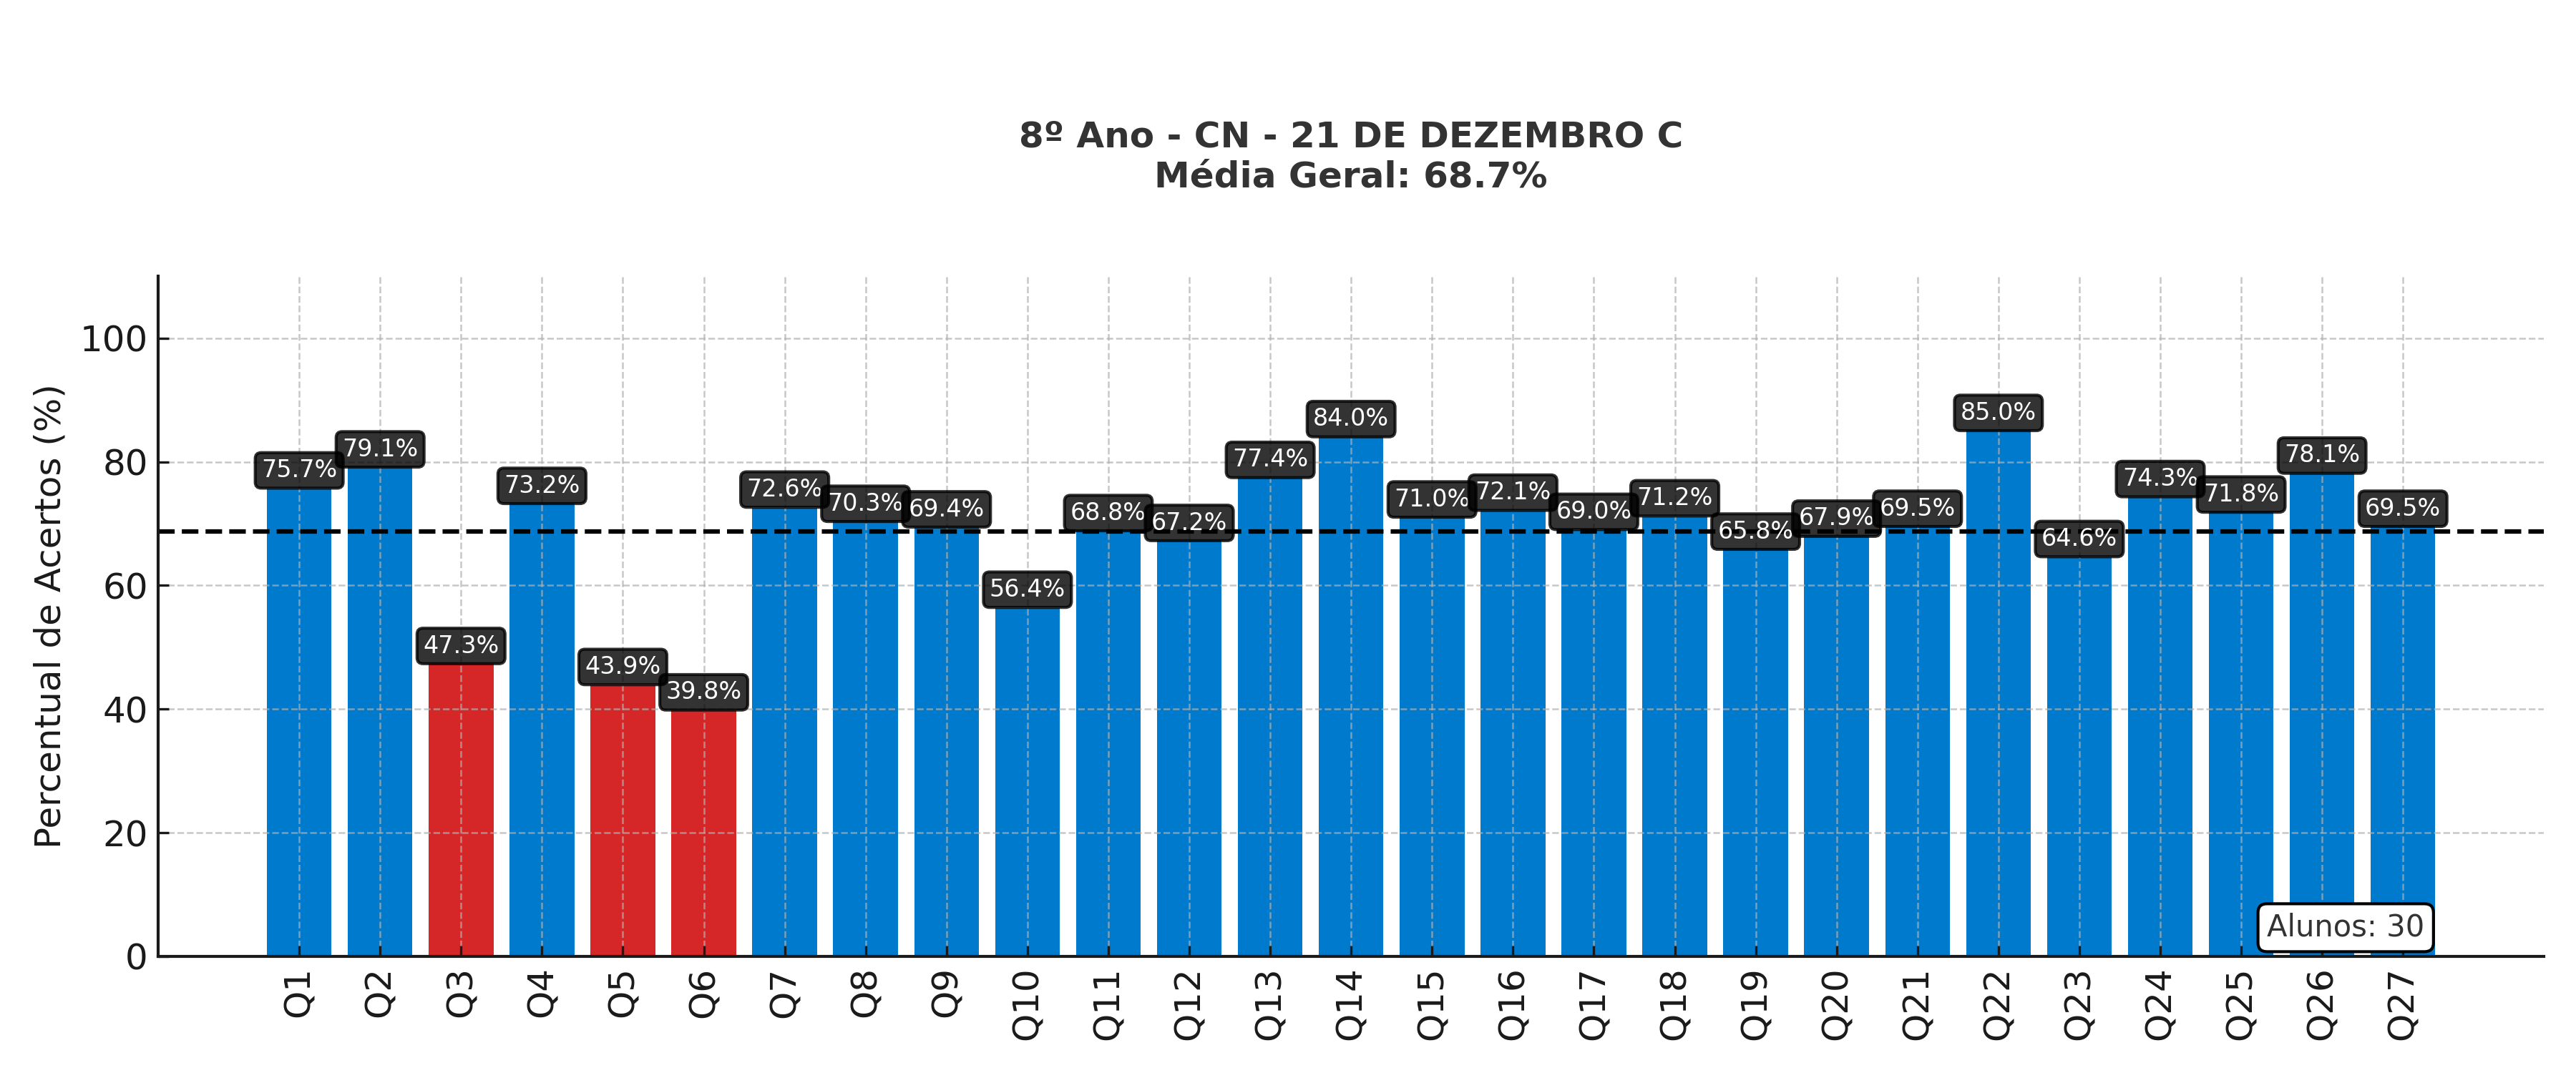 8º Ano - CN - 21 DE DEZEMBRO C
Média Geral: 68.7%
Percentual de Acertos (%)
100
80
60
40
20
0
75.7%
79.1%
47.3%
73.2%
43.9%
39.8%
72.6%
70.3%
69.4%
56.4%
68.8%
67.2%
77.4%
84.0%
71.0%
72.1%
69.0%
71.2%
65.8%
67.9%
69.5%
85.0%
64.6%
74.3%
71.8%
78.1%
69.5%
Alunos: 30
Q1
Q2
Q3
Q4
Q5
Q6
Q7
Q8
Q9
Q10
Q11
Q12
Q13
Q14
Q15
Q16
Q17
Q18
Q19
Q20
Q21
Q22
Q23
Q24
Q25
Q26
Q27